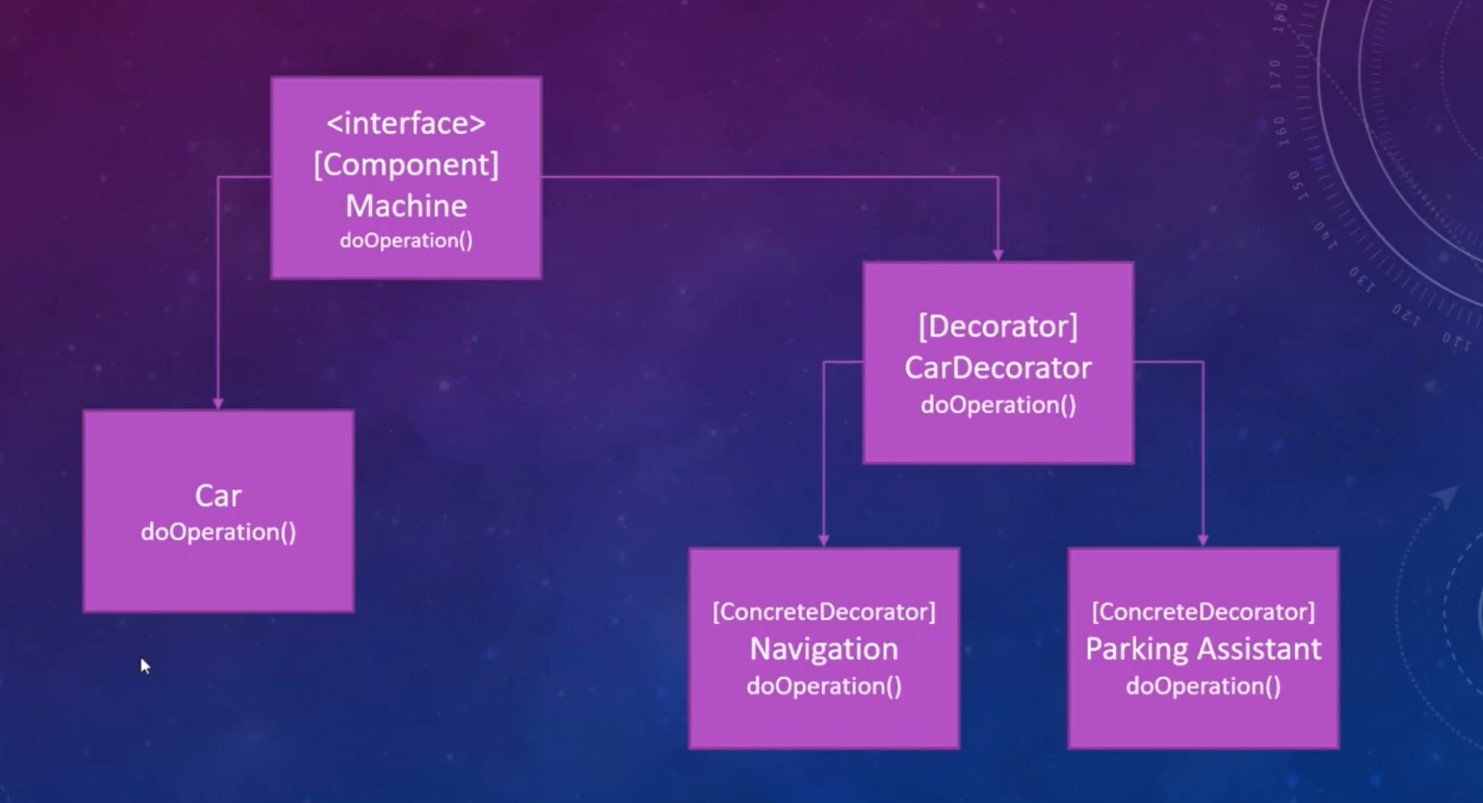 <interface>
[Component]
Machine
doOperation()
[Decorator]
CarDecorator
doOperation()
Car
doOperation()
[ConcreteDecorator]
Navigation
doOperation()
[ConcreteDecorator]
Parking Assistant
doOperation()
180
170
160
150
140
130
120
110